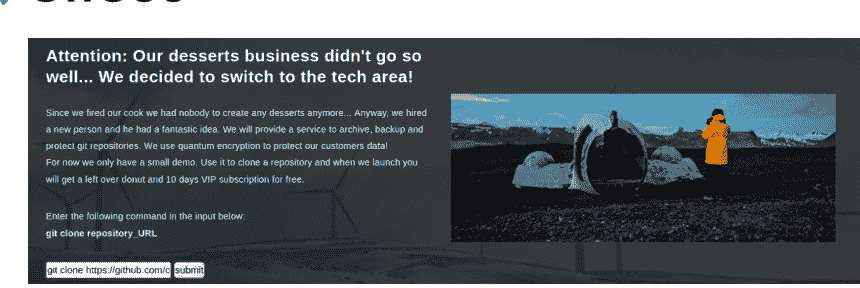 Attention: Our desserts business didn't go so
well... We decided to switch to the tech area!
Since we fired our cook we had nobody to create any desserts anymore... Anyway, we hired
a new person and he had a fantastic idea. We will provide a service to archive, backup and
protect git repositories. We use quantum encryption to protect our customers data!
For now we only have a small demo. Use it to clone a repository and when we launch you
will get a left over donut and 10 days VIP subscription for free.
Enter the following command in the input below:
git clone repository_URL
git clone https://github.com/ submit